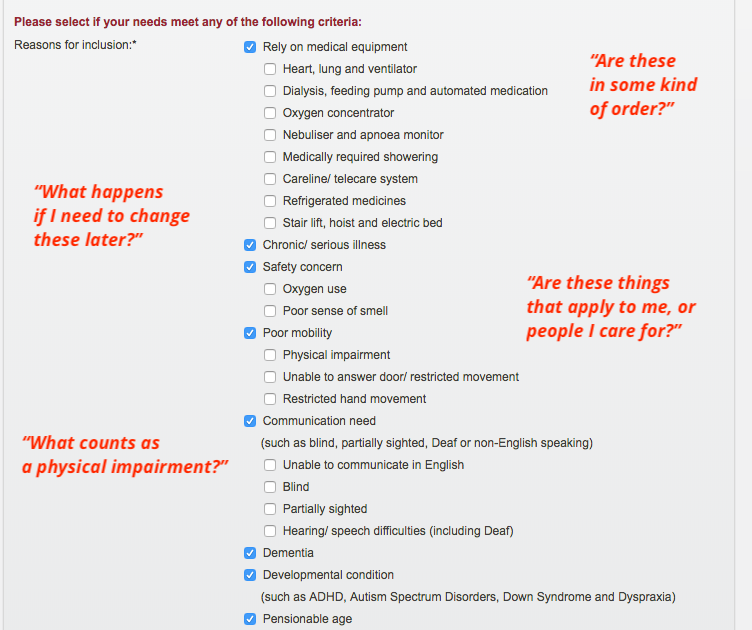 Please select if your needs meet any of the following criteria:
Reasons for inclusion:*
Rely on medical equipment
Heart, lung and ventilator
Dialysis, feeding pump and automated medication
Oxygen concentrator
Nebuliser and apnoea monitor
Medically required showering
Careline/ telecare system
Refrigerated medicines
Stair lift, hoist and electric bed
Chronic/ serious illness
Safety concern
Oxygen use
Poor sense of smell
Poor mobility
Physical impairment
Unable to answer door/ restricted movement
Restricted hand movement
Communication need
(such as blind, partially sighted, Deaf or non-English speaking)
Unable to communicate in English
Blind
Partially sighted
Hearing/ speech difficulties (including Deaf)
Dementia
Developmental condition
(such as ADHD, Autism Spectrum Disorders, Down Syndrome and Dyspraxia)
Pensionable age
“Are these
in some kind
of order?”
“What happens
if I need to change
these later?”
“Are these things
that apply to me, or
people I care for?”
“What counts as
a physical impairment?”